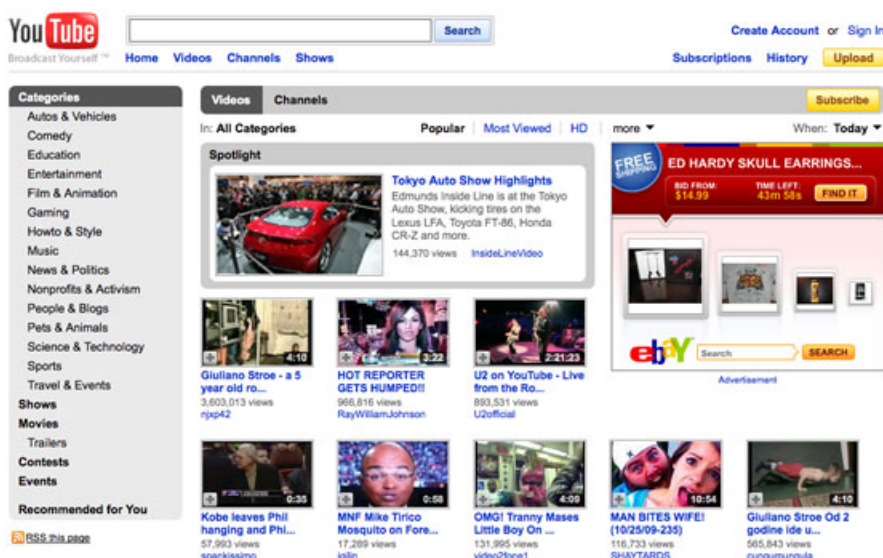 YouTube
Broadcast Yourself ™
Search
Create Account or Sign In
Home Videos Channels Shows
Subscriptions History Upload
Categories
Autos & Vehicles
Comedy
Education
Entertainment
Film & Animation
Gaming
Howto & Style
Music
News & Politics
Nonprofits & Activism
People & Blogs
Pets & Animals
Science & Technology
Sports
Travel & Events
Shows
Movies
Trailers
Contests
Events
Recommended for You
RSS this page
Videos Channels
Subscribe
In: All Categories
Popular Most Viewed HD more
When: Today
Spotlight
Tokyo Auto Show Highlights
Edmunds Inside Line is at the Tokyo
Auto Show, kicking tires on the
Lexus LFA, Toyota FT-86, Honda
CR-Z and more.
144,370 views InsideLineVideo
FREE
SHIPPING
ED HARDY SKULL EARRINGS...
BID FROM:
$14.99
TIME LEFT:
43m 58s
FIND IT
ebay
Search
SEARCH
Advertisement
4:10
Giuliano Stroe - a 5
year old ro...
3,603,013 views
njxp42
3:22
HOT REPORTER
GETS HUMPED!!
966,816 views
RayWilliamJohnson
2:21:23
U2 on YouTube - Live
from the Ro...
893,531 views
U2official
0:35
Kobe leaves Phil
hanging and Phi...
57,993 views
spackissimo
0:58
MNF Mike Tirico
Mosquito on Fore...
17,289 views
4:09
OMG! Tranny Mases
Little Boy On ...
131,995 views
video2fone1
10:54
MAN BITES WIFE!
(10/25/09-235)
116,733 views
SHAYTARDS
4:10
Giuliano Stroe Od 2
godine ide u...
565,843 views
cungumungula